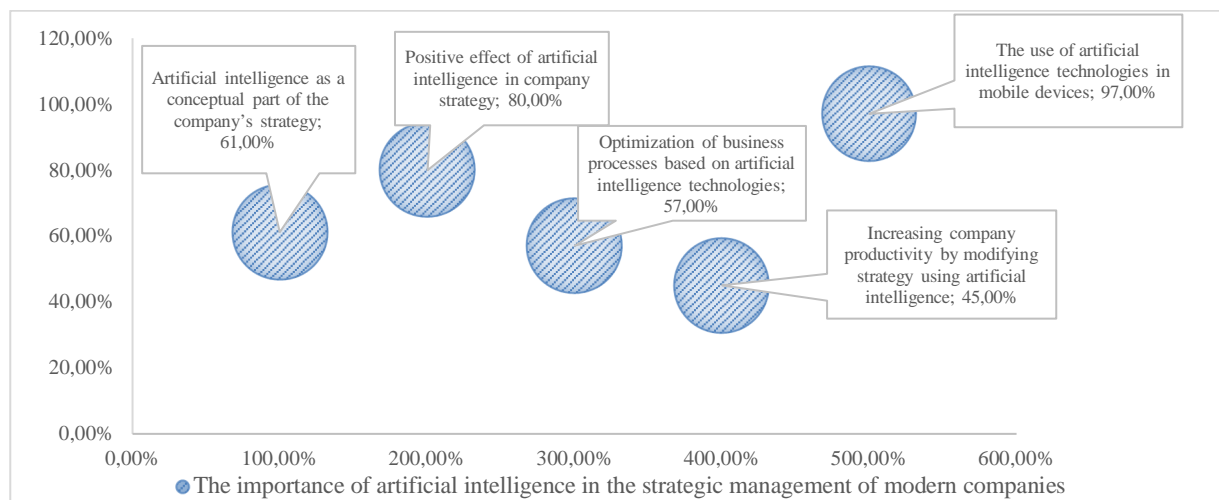 120,00%
100,00%
80,00%
60,00%
40,00%
20,00%
0,00%
Artificial intelligence as a
conceptual part of the
company’s strategy;
61,00%
Positive effect of artificial
intelligence in company
strategy; 80,00%
Optimization of business
processes based on artificial
intelligence technologies;
57,00%
The use of artificial
intelligence technologies in
mobile devices; 97,00%
Increasing company
productivity by modifying
strategy using artificial
intelligence; 45,00%
0,00%
100,00%
200,00%
300,00%
400,00%
500,00%
600,00%
The importance of artificial intelligence in the strategic management of modern companies